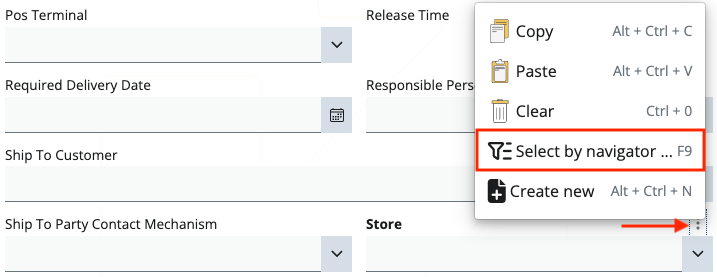 Pos Terminal
Release Time
Required Delivery Date
Responsible Pers
Ship To Customer
Ship To Party Contact Mechanism
Store
Copy Alt + Ctrl + C
Paste Alt + Ctrl + V
Clear Ctrl + 0
Select by navigator ... F9
Create new Alt + Ctrl + N